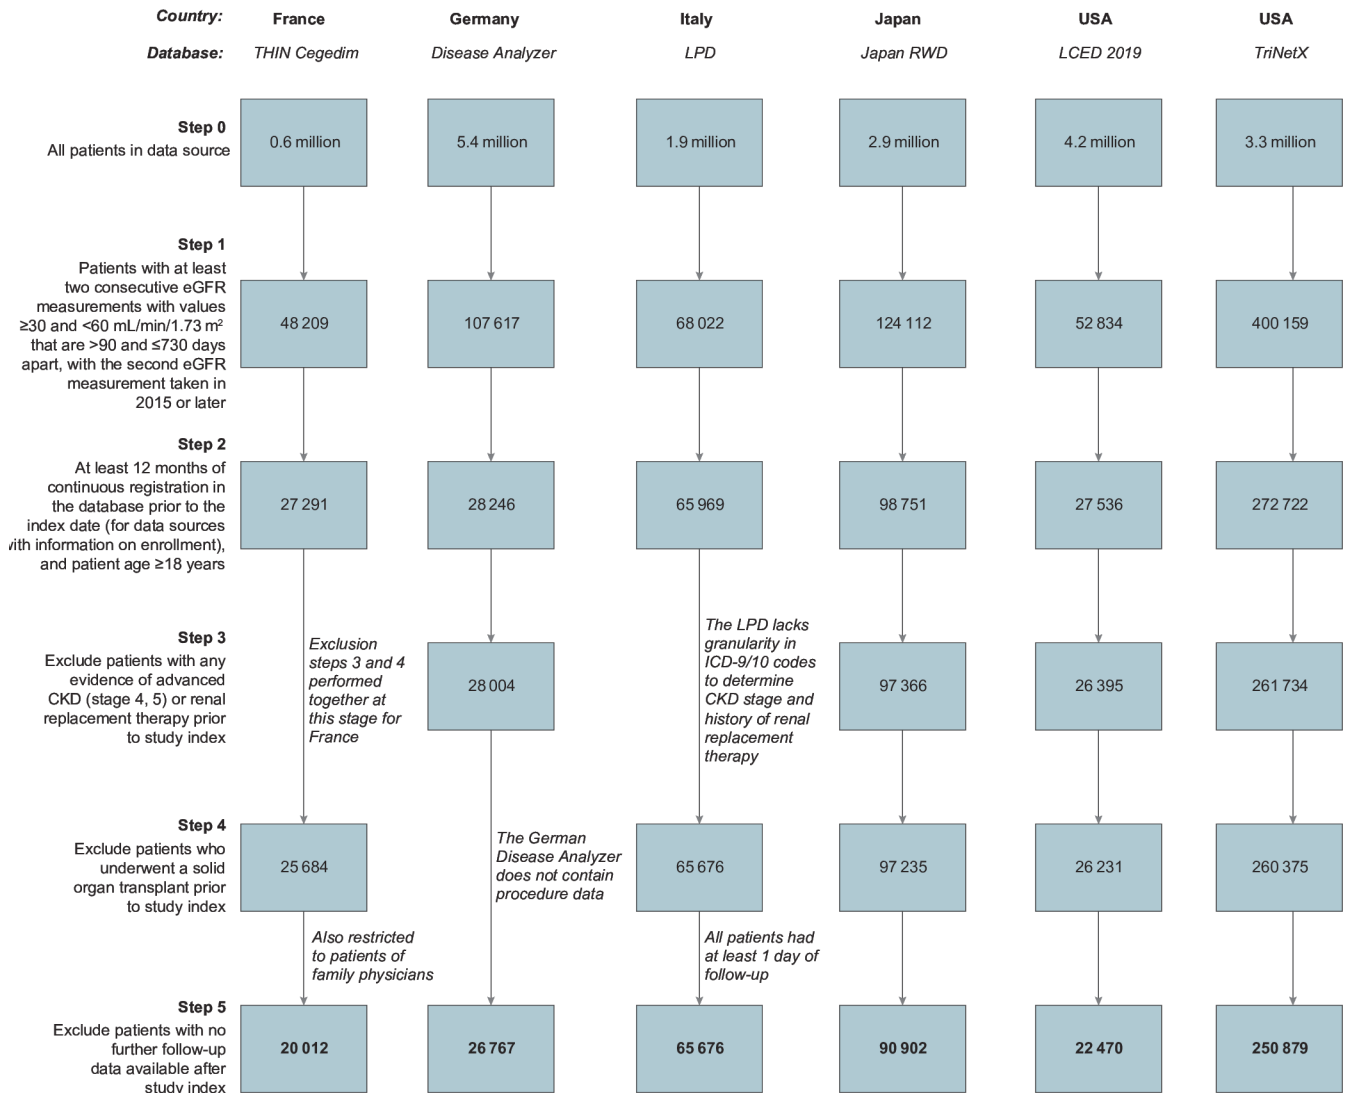 Country: France Germany Italy Japan USA USA
Database: THIN Cegedim Disease Analyzer LPD Japan RWD LCED 2019 TriNetX
Step 0
All patients in data source
0.6 million 5.4 million 1.9 million 2.9 million 4.2 million 3.3 million
Step 1
Patients with at least
two consecutive eGFR
measurements with values
≥30 and <60 mL/min/1.73 m²
that are >90 and ≤730 days
apart, with the second eGFR
measurement taken in
2015 or later
48 209 107 617 68 022 124 112 52 834 400 159
Step 2
At least 12 months of
continuous registration in
the database prior to the
index date (for data sources
with information on enrollment),
and patient age ≥18 years
27 291 28 246 65 969 98 751 27 536 272 722
Step 3
Exclude patients with any
evidence of advanced
CKD (stage 4, 5) or renal
replacement therapy prior
to study index
Exclusion
steps 3 and 4
performed
together at
this stage for
France
28 004
The LPD lacks
granularity in
ICD-9/10 codes
to determine
CKD stage and
history of renal
replacement
therapy
97 366 26 395 261 734
Step 4
Exclude patients who
underwent a solid
organ transplant prior
to study index
25 684
The German
Disease Analyzer
does not contain
procedure data
65 676 97 235 26 231 260 375
Also restricted
to patients of
family physicians
All patients had
at least 1 day of
follow-up
Step 5
Exclude patients with no
further follow-up
data available after
study index
20 012 26 767 65 676 90 902 22 470 250 879